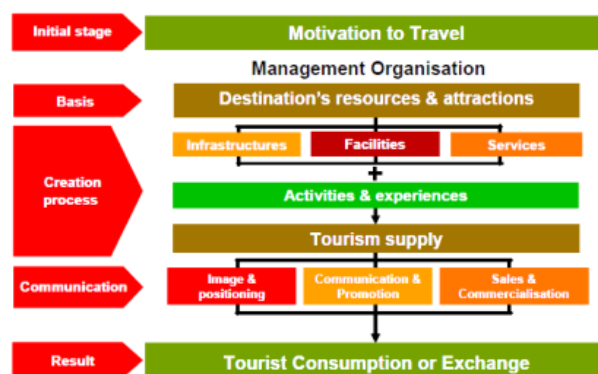 Initial stage
Motivation to Travel
Management Organisation
Basis
Destination's resources & attractions
Infrastructures
Facilities
Services
+
Creation
process
Activities & experiences
Tourism supply
Communication
Image &
positioning
Communication &
Promotion
Sales &
Commercialisation
Result
Tourist Consumption or Exchange